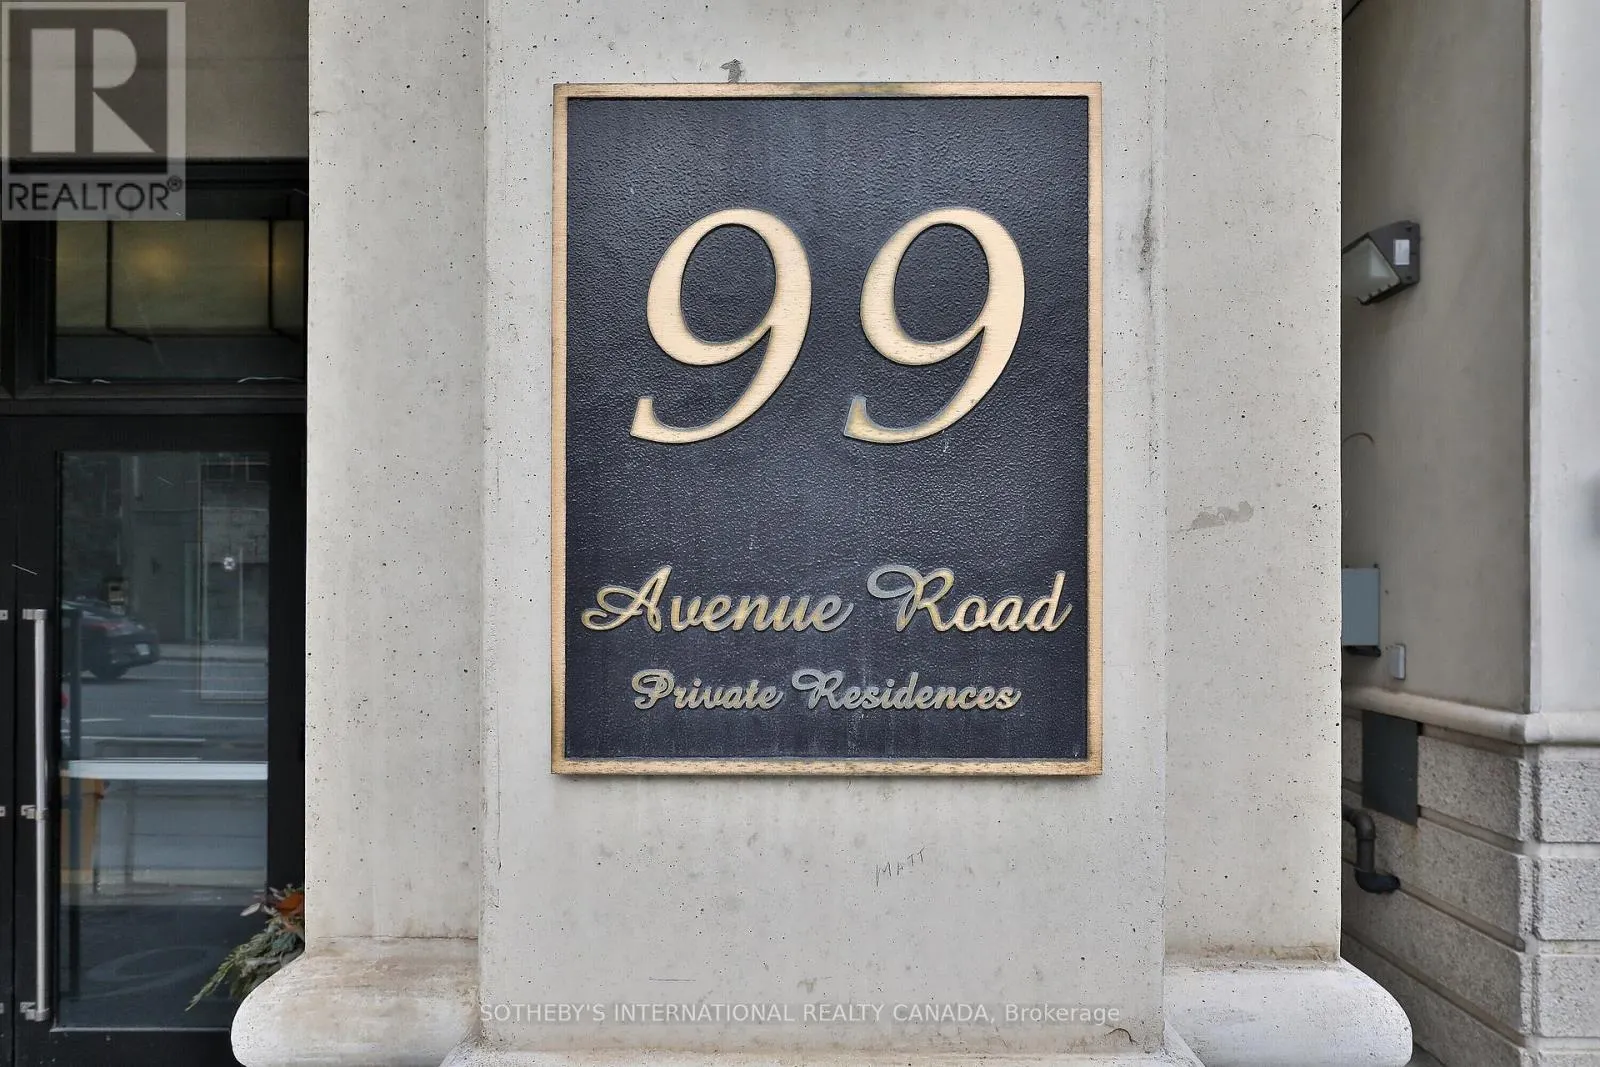 REALTOR®
99
Avenue Road
Private Residences
MATT
SOTHEBY'S INTERNATIONAL REALTY CANADA, Brokerage